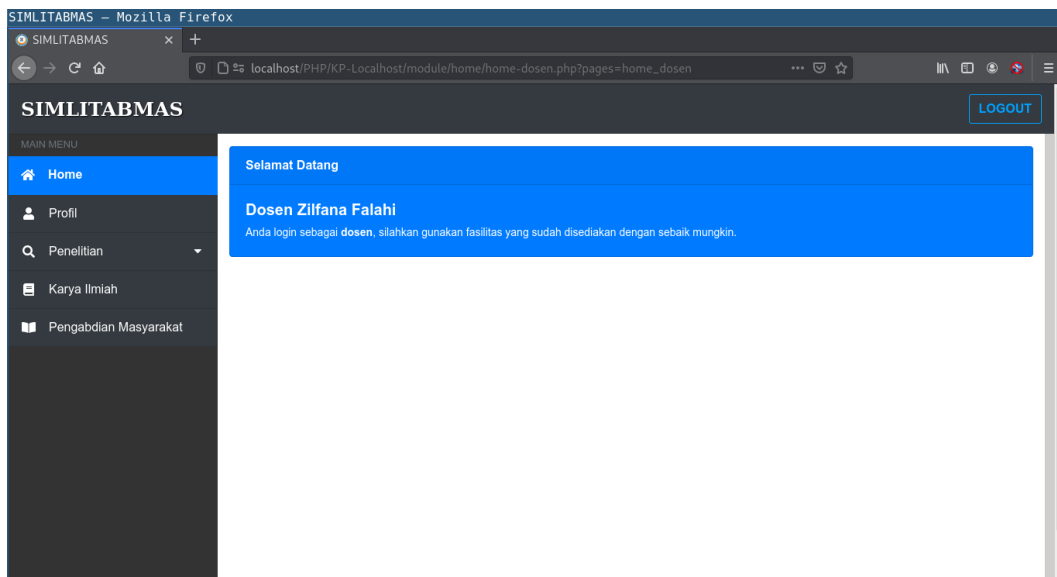 SIMLITABMAS — Mozilla Firefox
SIMLITABMAS
localhost/PHP/KP-Localhost/module/home/home-dosen.php?pages=home_dosen
SIMLITABMAS
LOGOUT
MAIN MENU
Home
Profil
Penelitian
Karya Ilmiah
Pengabdian Masyarakat
Selamat Datang
Dosen Zilfana Falahi
Anda login sebagai dosen, silahkan gunakan fasilitas yang sudah disediakan dengan sebaik mungkin.